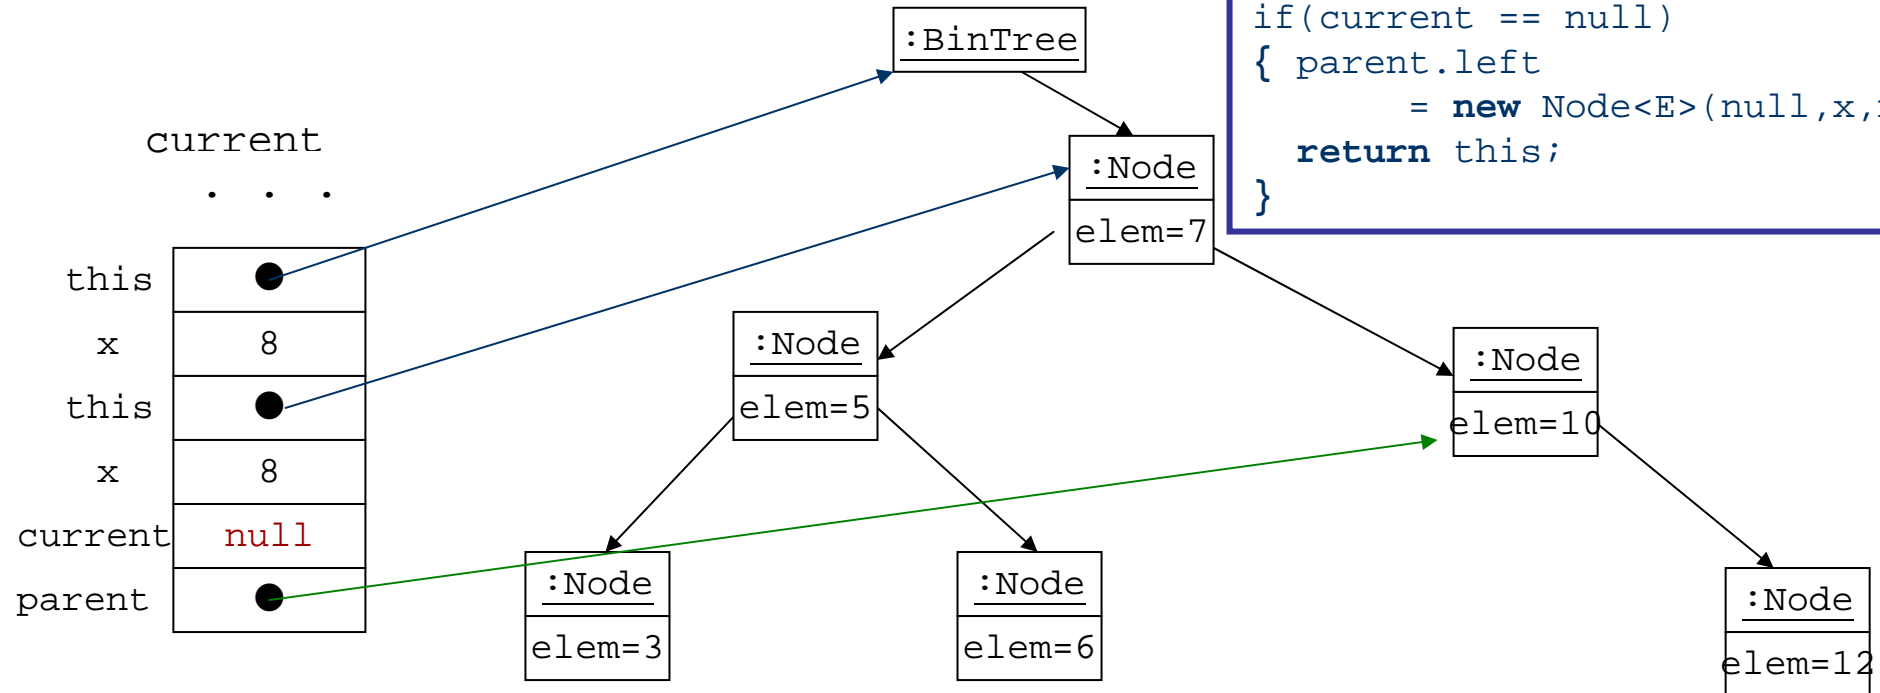 :BinTree
if(current == null)
{ parent.left
= new Node<E>(null,x,
return this;
}
current
. . .
:Node
elem=7
this
x 8
this
x 8
current null
parent
:Node
elem=5
:Node
elem=10
:Node
elem=3
:Node
elem=6
:Node
elem=12